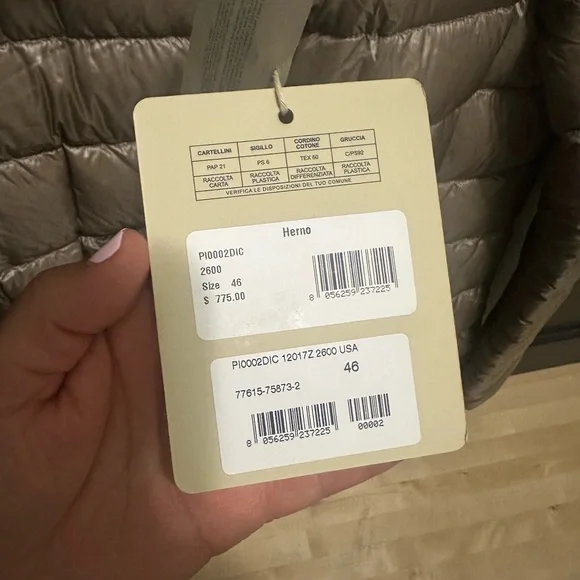 CARTELLINI SIGILLO CORDINO COTONE GRUCCIA
PAP 21 PS 6 TEX 60 C/PS92
RACCOLTA CARTA RACCOLTA PLASTICA RACCOLTA DIFFERENZIATA RACCOLTA PLASTICA
VERIFICA LE DISPOSIZIONI DEL TUO COMUNE
Herno
PI0002DIC
2600
Size 46
$ 775.00
8 056259 237225
PI0002DIC 12017Z 2600 USA
46
77615-75873-2
8 056259 237225
00002